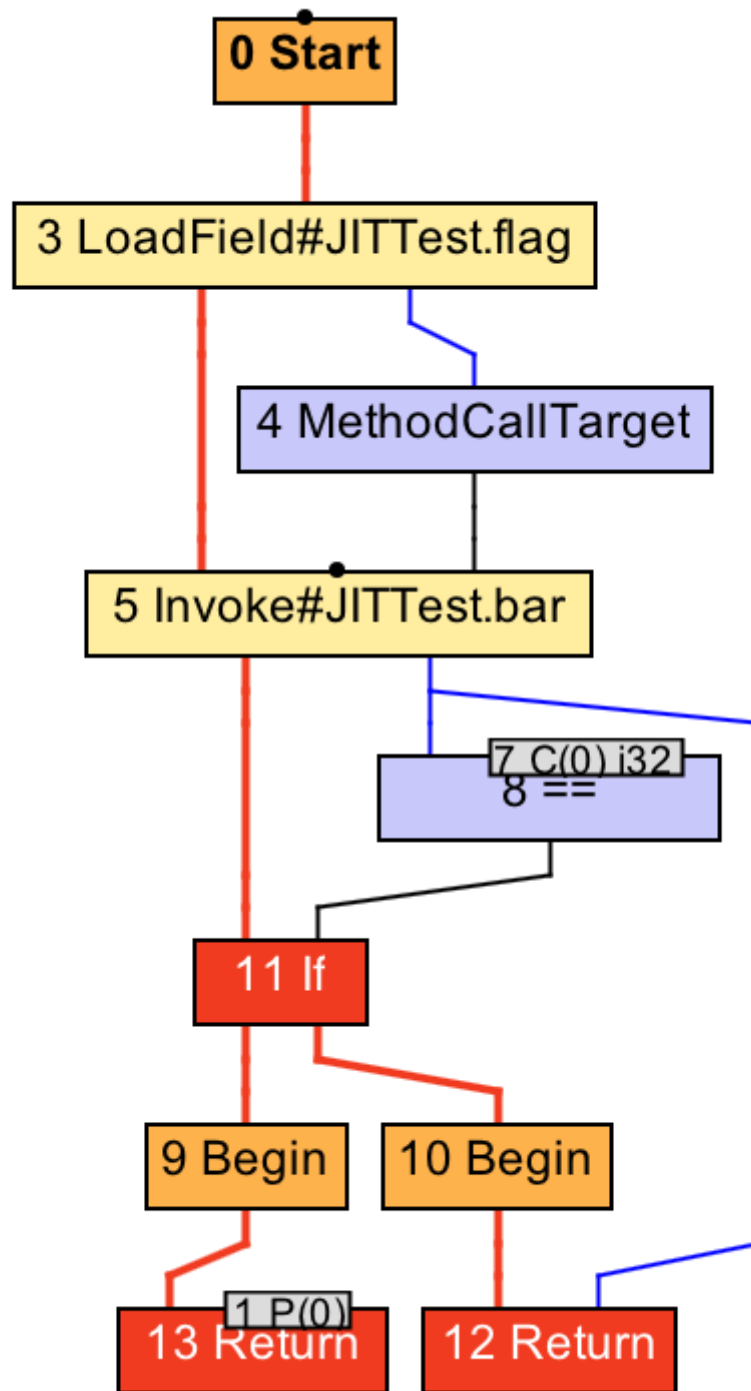 0 Start
3 LoadField#JITTest.flag
4 MethodCallTarget
5 Invoke#JITTest.bar
7 C(0) i32
8 ==
11 If
9 Begin
10 Begin
1 P(0)
13 Return
12 Return